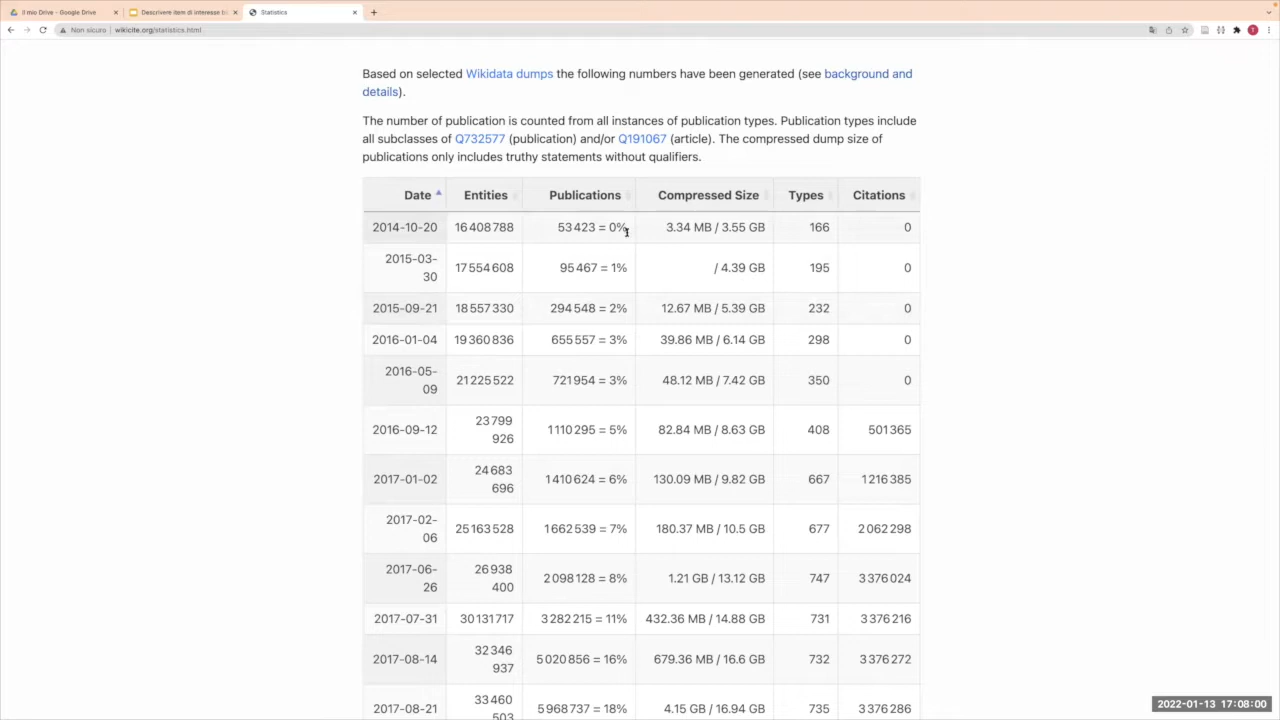 Il mio Drive - Google Drive
Descrivere item di interesse bi
Statistics
Non sicuro
wikicite.org/statistics.html
T
Based on selected Wikidata dumps the following numbers have been generated (see background and
details).
The number of publication is counted from all instances of publication types. Publication types include
all subclasses of Q732577 (publication) and/or Q191067 (article). The compressed dump size of
publications only includes truthy statements without qualifiers.
Date Entities Publications Compressed Size Types Citations
2014-10-20 16 408 788 53 423 = 0% 3.34 MB / 3.55 GB 166 0
2015-03-
30 17 554 608 95 467 = 1% / 4.39 GB 195 0
2015-09-21 18 557 330 294 548 = 2% 12.67 MB / 5.39 GB 232 0
2016-01-04 19 360 836 655 557 = 3% 39.86 MB / 6.14 GB 298 0
2016-05-
09 21 225 522 721 954 = 3% 48.12 MB / 7.42 GB 350 0
2016-09-12 23 799
926 1 110 295 = 5% 82.84 MB / 8.63 GB 408 501 365
2017-01-02 24 683
696 1 410 624 = 6% 130.09 MB / 9.82 GB 667 1 216 385
2017-02-
06 25 163 528 1 662 539 = 7% 180.37 MB / 10.5 GB 677 2 062 298
2017-06-
26 26 938
400 2 098 128 = 8% 1.21 GB / 13.12 GB 747 3 376 024
2017-07-31 30 131 717 3 282 215 = 11% 432.36 MB / 14.88 GB 731 3 376 216
2017-08-14 32 346
937 5 020 856 = 16% 679.36 MB / 16.6 GB 732 3 376 272
2017-08-21 33 460
503 5 968 737 = 18% 4.15 GB / 16.94 GB 735 3 376 286
2022-01-13 17:08:00